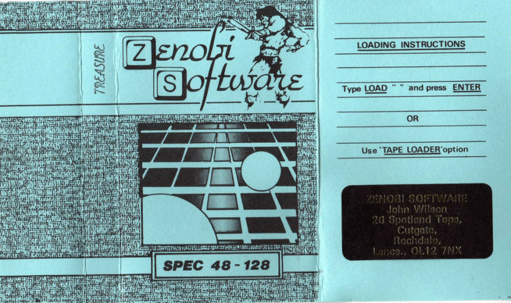 TREASURE
Zenobi
Software
SPEC 48 - 128
LOADING INSTRUCTIONS
Type LOAD " " and press ENTER
OR
Use "TAPE LOADER" option
ZENOBI SOFTWARE
John Wilson
26 Spotland Tops,
Cutgate,
Rochdale,
Lancs., OL12 7NX